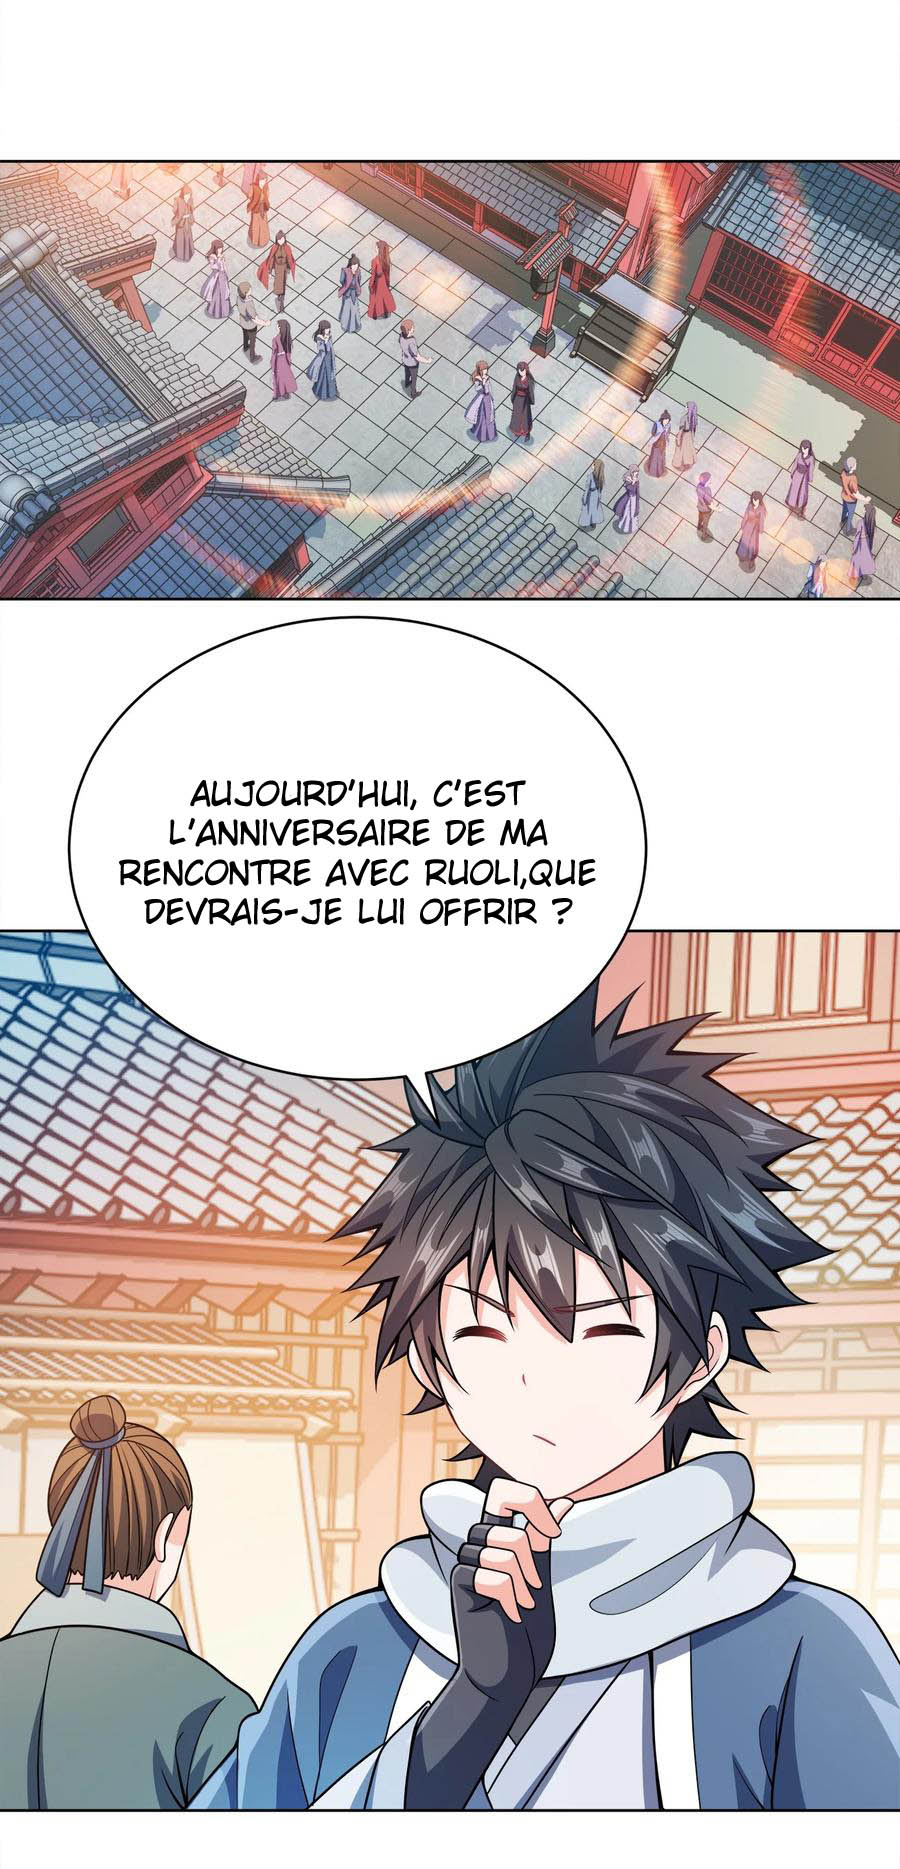 AUJOURD'HUI, C'EST
L'ANNIVERSAIRE DE MA
RENCONTRE AVEC RUOLI,QUE
DEVRAIS-JE LUI OFFRIR ?